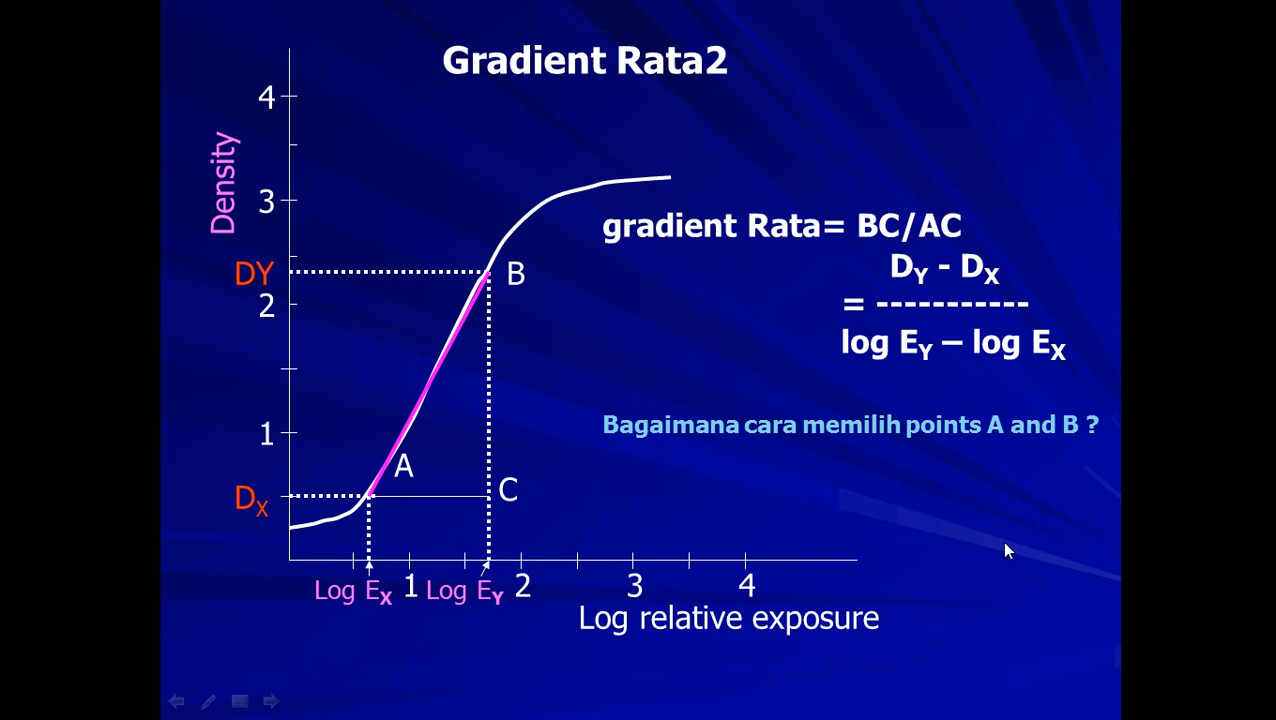 Gradient Rata2
4
Density
3
gradient Rata= BC/AC
DY - DX
DY
B
2
= -----------
log EY – log EX
1
Bagaimana cara memilih points A and B ?
A
C
DX
Log EX 1 Log EY 2 3 4
Log relative exposure